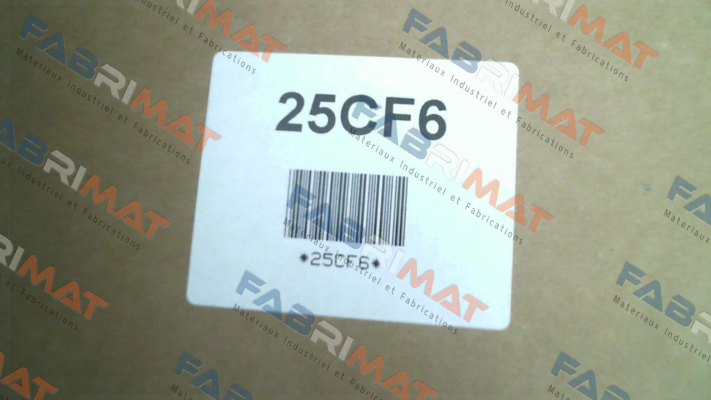 25CF6
*25CF6*
FABRIMAT
Materiaux Industriel et Fabrications